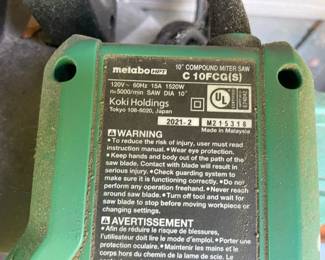 metabo HPT
10" COMPOUND MITER SAW
C 10FCG(S)
120V~ 60Hz 15A 1520W
n=5000/min SAW DIA 10"
Koki Holdings
Tokyo 108-6020, Japan
UL
2021-2
M215318
Made in Malaysia
WARNING
• To reduce the risk of injury, user must read
instruction manual. • Wear eye protection.
• Keep hands and body out of the path of the
saw blade. Contact with blade will result in
serious injury. • Check guarding system to
make sure it is operating correctly. • Do not
perform any operation freehand. • Never
reach around saw blade. • Turn off tool and wait for
saw blade to stop before moving workpiece or
changing settings.
AVERTISSEMENT
• Afin de réduire le risque de blessures,
l'utilisateur doit lire le mode d'emploi. • Porter une
protection oculaire. • Maintenir les mains et le
corps hors du chemin de la lame de scie. Le